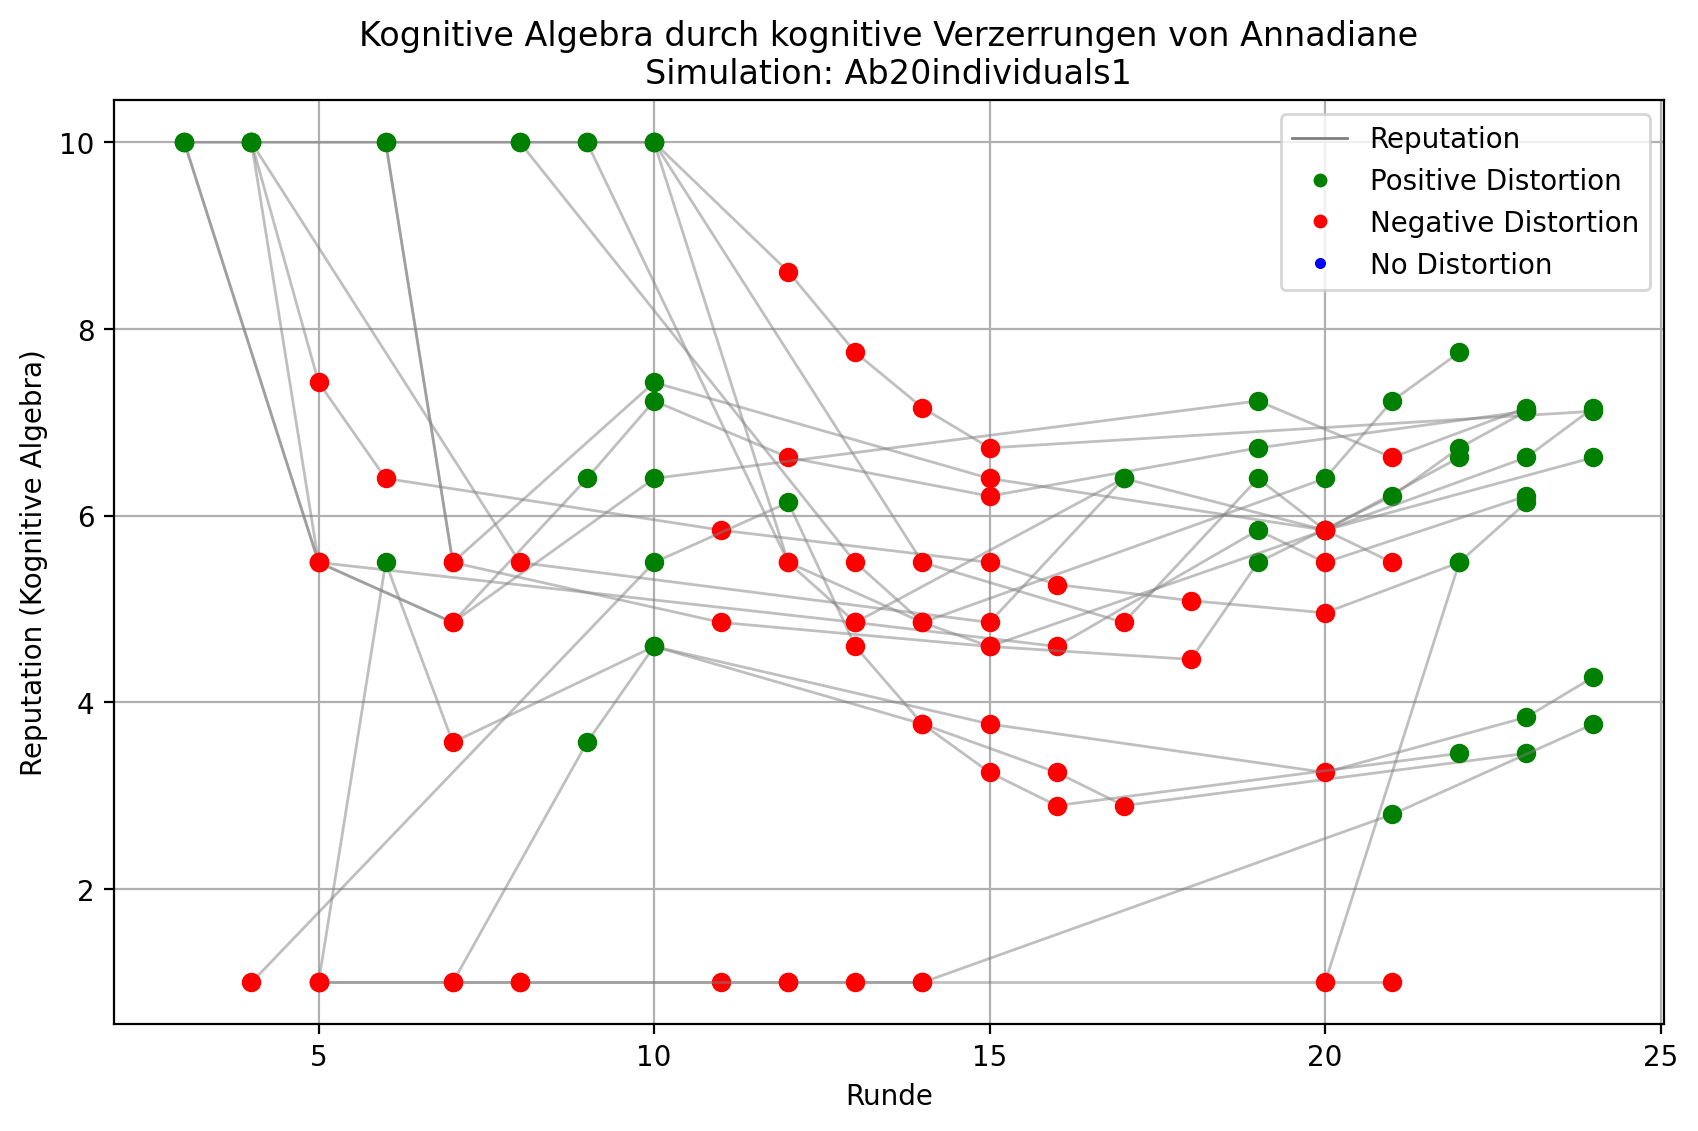 Kognitive Algebra durch kognitive Verzerrungen von Annadiane
Simulation: Ab20individuals1
Reputation
Positive Distortion
Negative Distortion
No Distortion
Reputation (Kognitive Algebra)
10
8
6
4
2
5
10
15
20
25
Runde